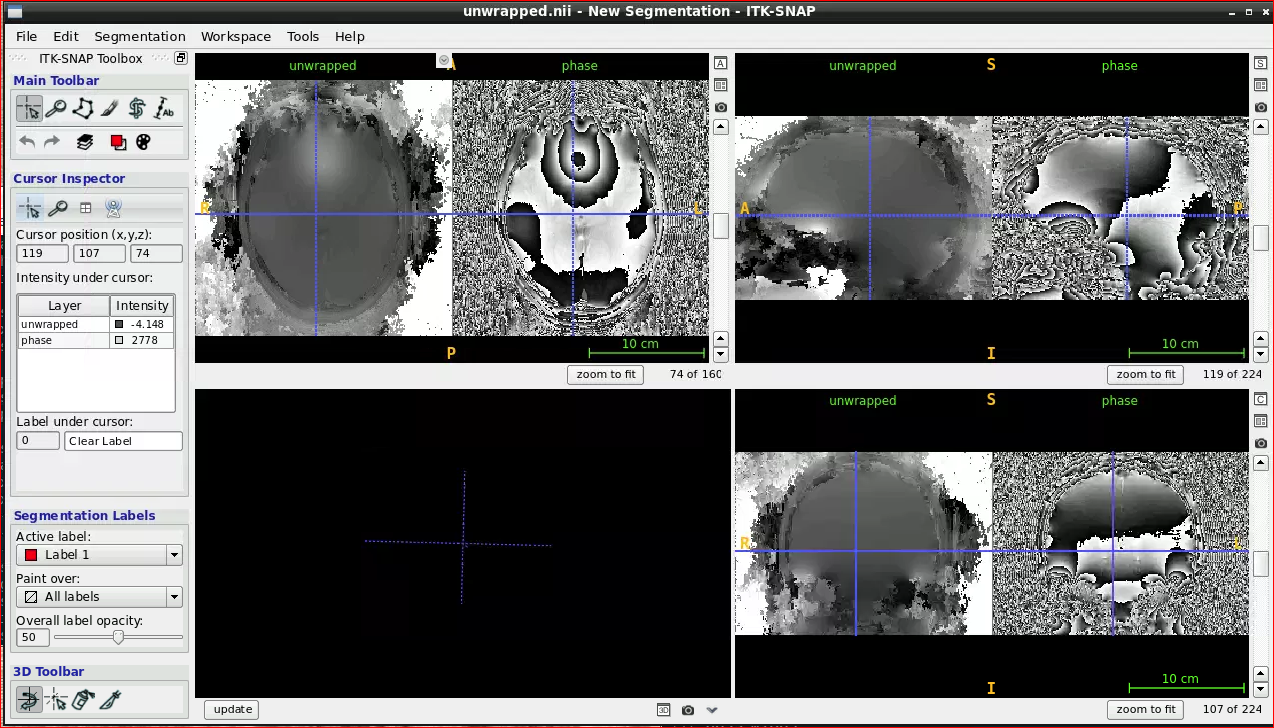 unwrapped.nii - New Segmentation - ITK-SNAP
File Edit Segmentation Workspace Tools Help
ITK-SNAP Toolbox
Main Toolbar
Ab
Cursor Inspector
Cursor position (x,y,z):
119 107 74
Intensity under cursor:
Layer Intensity
unwrapped -4.148
phase 2778
Label under cursor:
0 Clear Label
Segmentation Labels
Active label:
Label 1
Paint over:
All labels
Overall label opacity:
50
3D Toolbar
unwrapped A phase
A
R L
10 cm
P
zoom to fit 74 of 160
unwrapped S phase
S
A P
10 cm
I
zoom to fit 119 of 224
update
3D
unwrapped S phase
C
R L
10 cm
I
zoom to fit 107 of 224